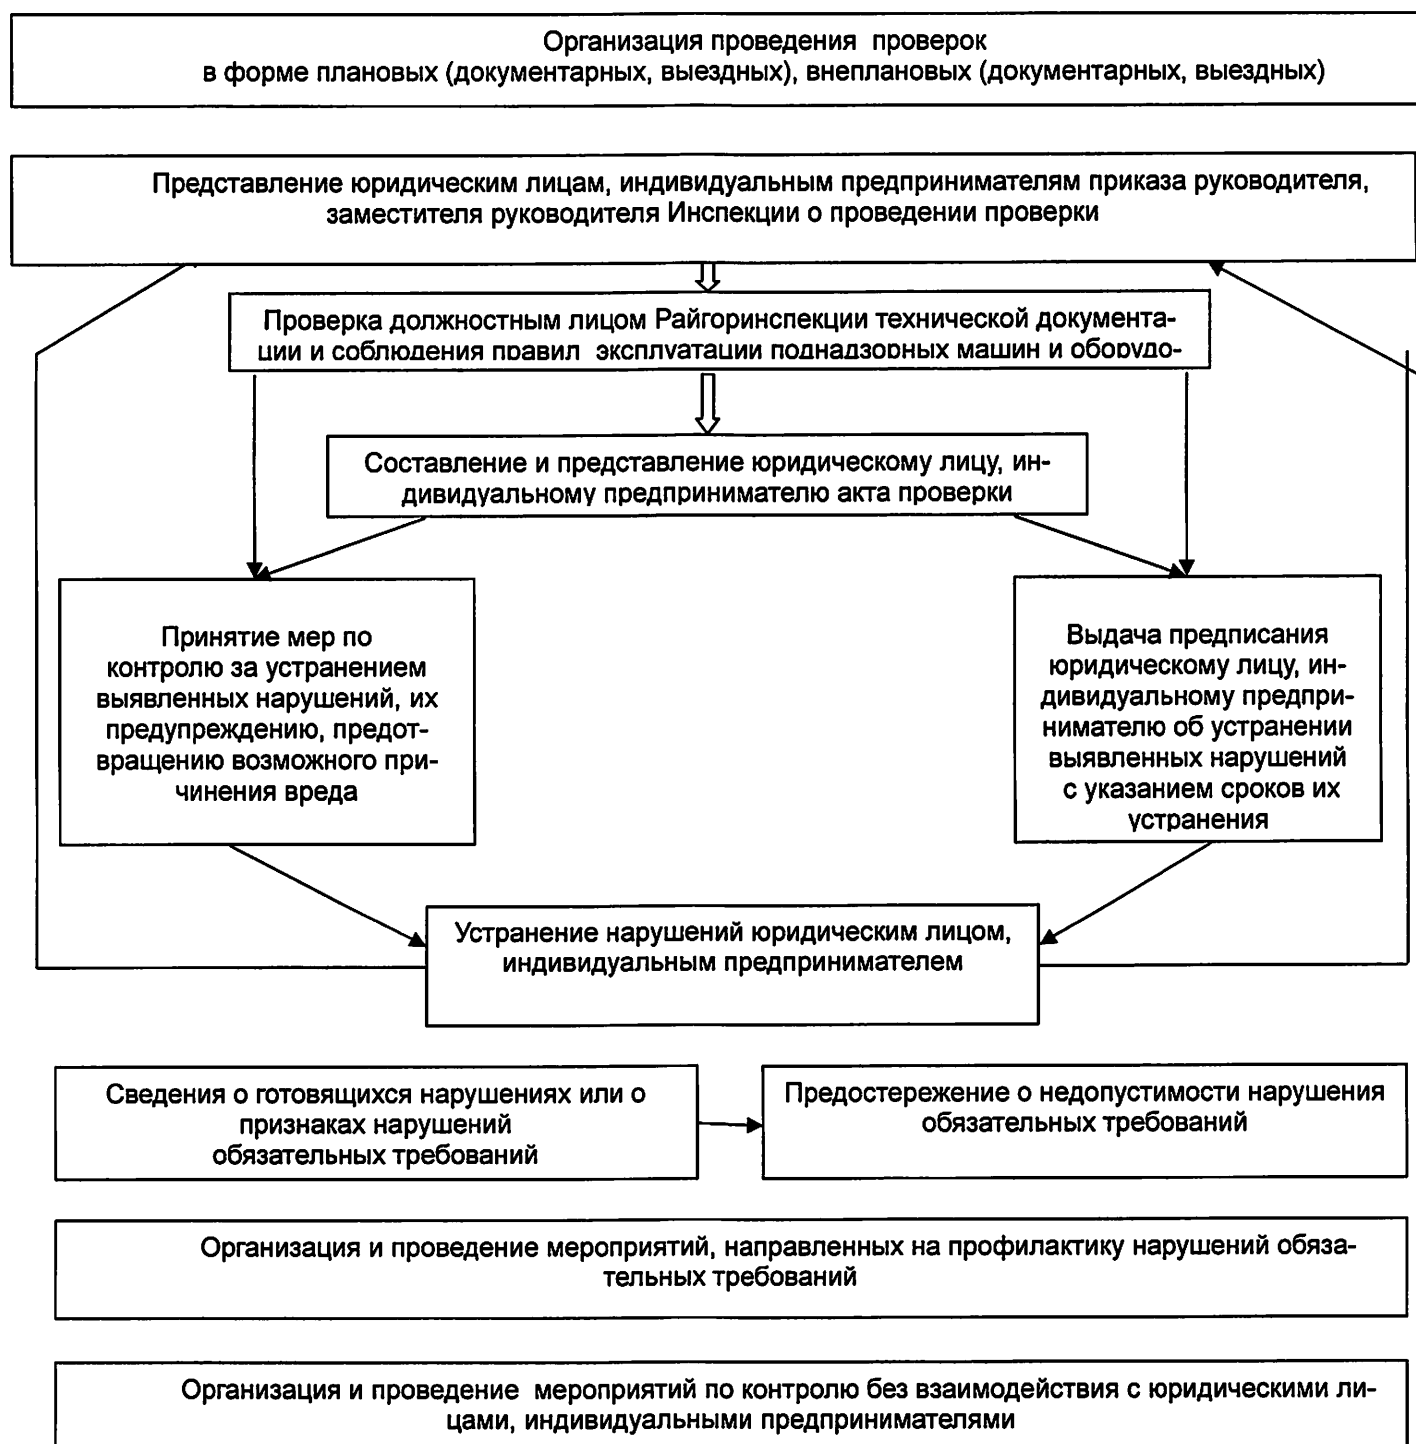 Организация проведения проверок
в форме плановых (документарных, выездных), внеплановых (документарных, выездных)
Представление юридическим лицам, индивидуальным предпринимателям приказа руководителя,
заместителя руководителя Инспекции о проведении проверки
Проверка должностным лицом Райгоринспекции технической документа-
ции и соблюдения правил эксплуатации поднадзорных машин и оборудо-
Составление и представление юридическому лицу, ин-
дивидуальному предпринимателю акта проверки
Принятие мер по
контролю за устранением
выявленных нарушений, их
предупреждению, предот-
вращению возможного при-
чинения вреда
Выдача предписания
юридическому лицу, ин-
дивидуальному предпри-
нимателю об устранении
выявленных нарушений
с указанием сроков их
устранения
Устранение нарушений юридическим лицом,
индивидуальным предпринимателем
Сведения о готовящихся нарушениях или о
признаках нарушений
обязательных требований
Предостережение о недопустимости нарушения
обязательных требований
Организация и проведение мероприятий, направленных на профилактику нарушений обяза-
тельных требований
Организация и проведение мероприятий по контролю без взаимодействия с юридическими ли-
цами, индивидуальными предпринимателями